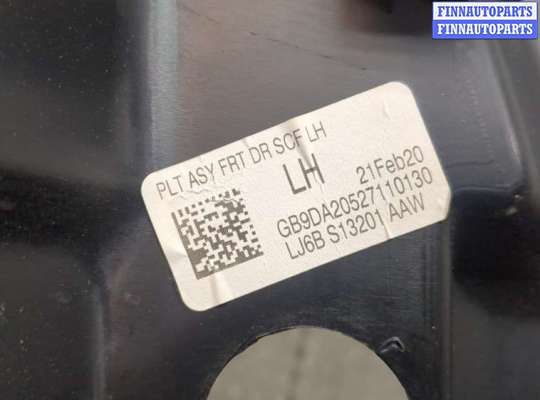 FINNAUTOPARTS
FINNAUTOPARTS
PLT ASY FRT DR SCF LH
LH 21Feb20
GB9DA20527110130
LJ6B S13201 AAW